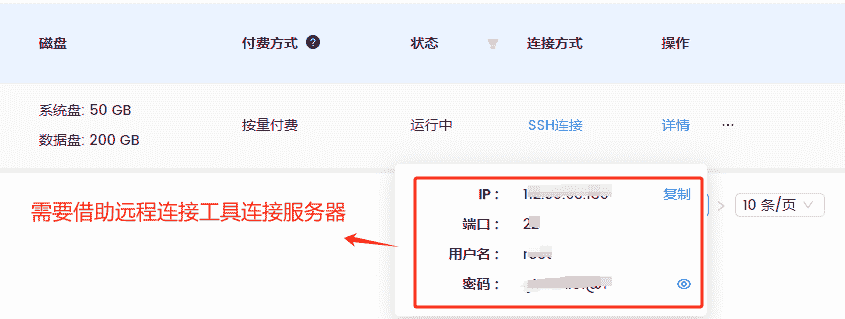 磁盘 付费方式 ? 状态 连接方式 操作
系统盘: 50 GB
数据盘: 200 GB
按量付费 运行中 SSH连接 详情 ...
需要借助远程连接工具连接服务器
IP： 复制
端口：
用户名：
密码：
10 条/页